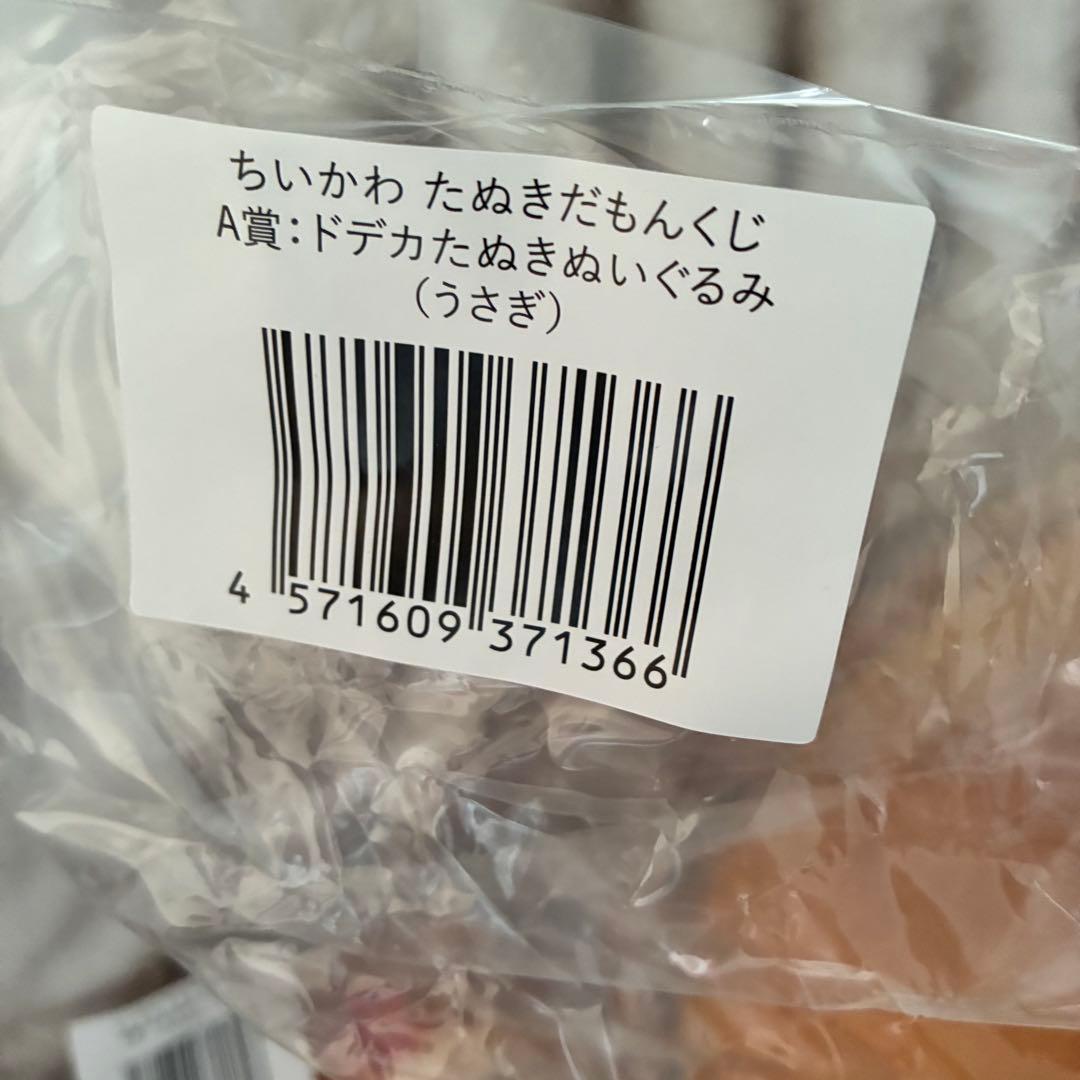 ちいかわ たぬきだもんくじ
A賞：ドデカたぬきぬいぐるみ
（うさぎ）
4 571609 371366